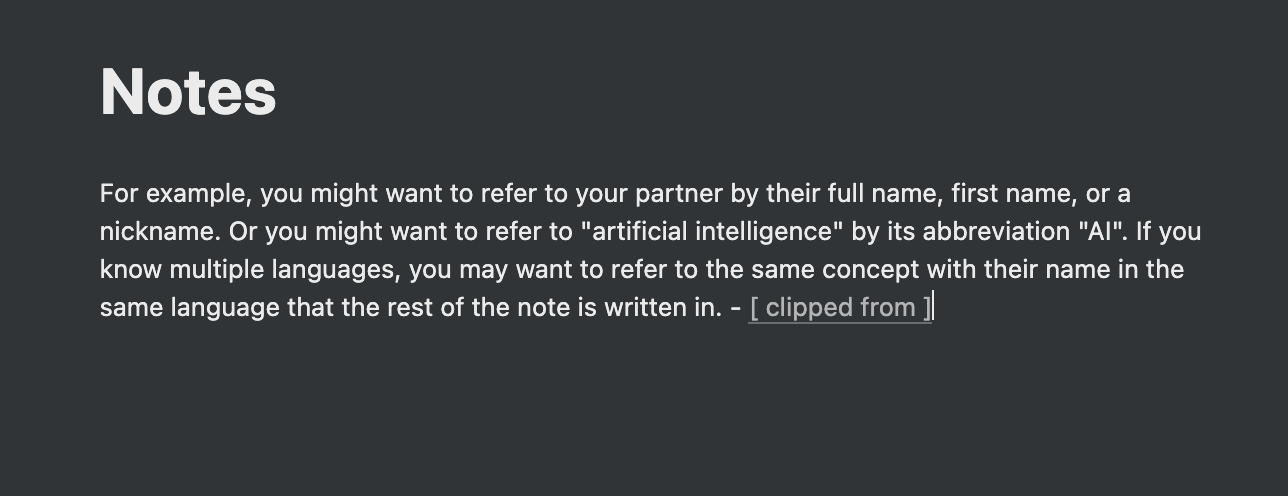 Notes
For example, you might want to refer to your partner by their full name, first name, or a
nickname. Or you might want to refer to "artificial intelligence" by its abbreviation "AI". If you
know multiple languages, you may want to refer to the same concept with their name in the
same language that the rest of the note is written in. - [ clipped from ]